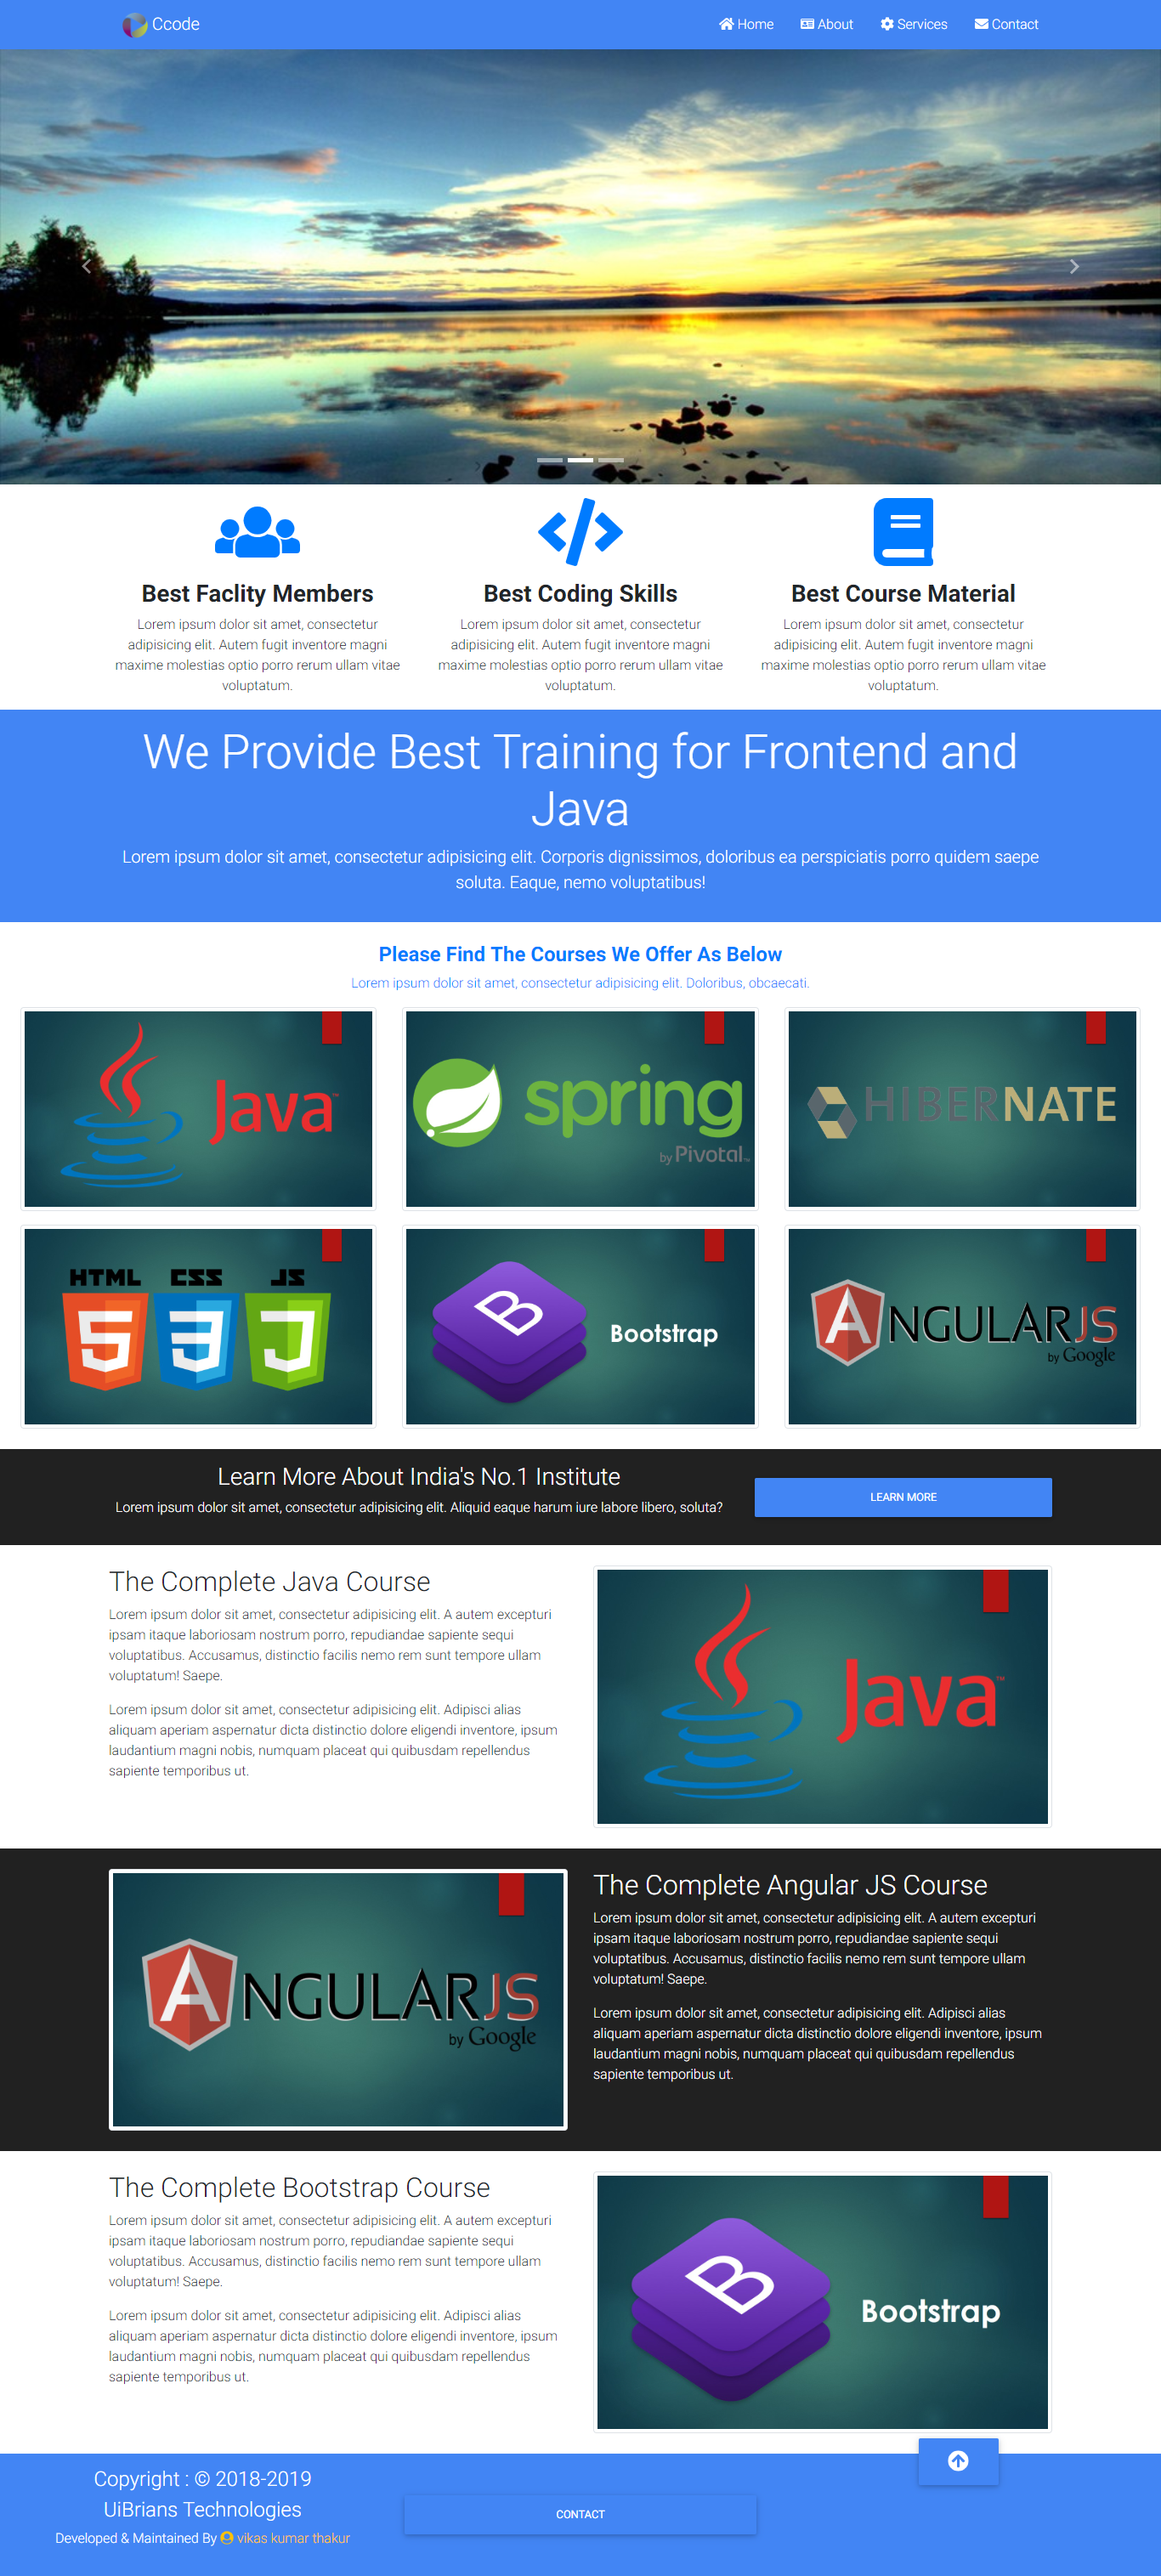 Ccode
Home About Services Contact
Best Faclity Members
Lorem ipsum dolor sit amet, consectetur
adipisicing elit. Autem fugit inventore magni
maxime molestias optio porro rerum ullam vitae
voluptatum.
Best Coding Skills
Lorem ipsum dolor sit amet, consectetur
adipisicing elit. Autem fugit inventore magni
maxime molestias optio porro rerum ullam vitae
voluptatum.
Best Course Material
Lorem ipsum dolor sit amet, consectetur
adipisicing elit. Autem fugit inventore magni
maxime molestias optio porro rerum ullam vitae
voluptatum.
We Provide Best Training for Frontend and
Java
Lorem ipsum dolor sit amet, consectetur adipisicing elit. Corporis dignissimos, doloribus ea perspiciatis porro quidem saepe
soluta. Eaque, nemo voluptatibus!
Please Find The Courses We Offer As Below
Lorem ipsum dolor sit amet, consectetur adipisicing elit. Doloribus, obcaecati.
Java™
spring
by Pivotal™
HIBERNATE
HTML CSS JS
5 3 J
B
Bootstrap
ANGULARJS
by Google
Learn More About India's No.1 Institute
Lorem ipsum dolor sit amet, consectetur adipisicing elit. Aliquid eaque harum iure labore libero, soluta?
LEARN MORE
The Complete Java Course
Lorem ipsum dolor sit amet, consectetur adipisicing elit. A autem excepturi
ipsam itaque laboriosam nostrum porro, repudiandae sapiente sequi
voluptatibus. Accusamus, distinctio facilis nemo rem sunt tempore ullam
voluptatum! Saepe.
Lorem ipsum dolor sit amet, consectetur adipisicing elit. Adipisci alias
aliquam aperiam aspernatur dicta distinctio dolore eligendi inventore, ipsum
laudantium magni nobis, numquam placeat qui quibusdam repellendus
sapiente temporibus ut.
Java™
ANGULARJS
by Google
The Complete Angular JS Course
Lorem ipsum dolor sit amet, consectetur adipisicing elit. A autem excepturi
ipsam itaque laboriosam nostrum porro, repudiandae sapiente sequi
voluptatibus. Accusamus, distinctio facilis nemo rem sunt tempore ullam
voluptatum! Saepe.
Lorem ipsum dolor sit amet, consectetur adipisicing elit. Adipisci alias
aliquam aperiam aspernatur dicta distinctio dolore eligendi inventore, ipsum
laudantium magni nobis, numquam placeat qui quibusdam repellendus
sapiente temporibus ut.
The Complete Bootstrap Course
Lorem ipsum dolor sit amet, consectetur adipisicing elit. A autem excepturi
ipsam itaque laboriosam nostrum porro, repudiandae sapiente sequi
voluptatibus. Accusamus, distinctio facilis nemo rem sunt tempore ullam
voluptatum! Saepe.
Lorem ipsum dolor sit amet, consectetur adipisicing elit. Adipisci alias
aliquam aperiam aspernatur dicta distinctio dolore eligendi inventore, ipsum
laudantium magni nobis, numquam placeat qui quibusdam repellendus
sapiente temporibus ut.
B
Bootstrap
Copyright : © 2018-2019
UiBrians Technologies
Developed & Maintained By vikas kumar thakur
CONTACT